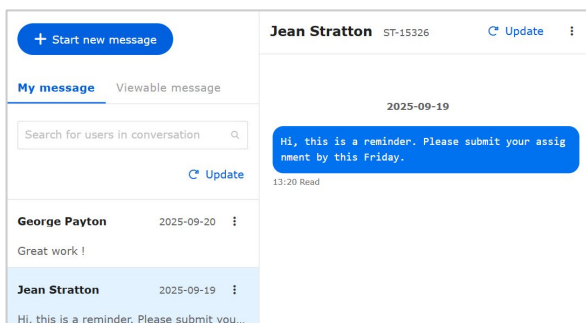 + Start new message
My message Viewable message
Search for users in conversation
Update
George Payton 2025-09-20
Great work !
Jean Stratton 2025-09-19
Hi, this is a reminder. Please submit you...
Jean Stratton ST-15326 Update
2025-09-19
Hi, this is a reminder. Please submit your assig
nment by this Friday.
13:20 Read